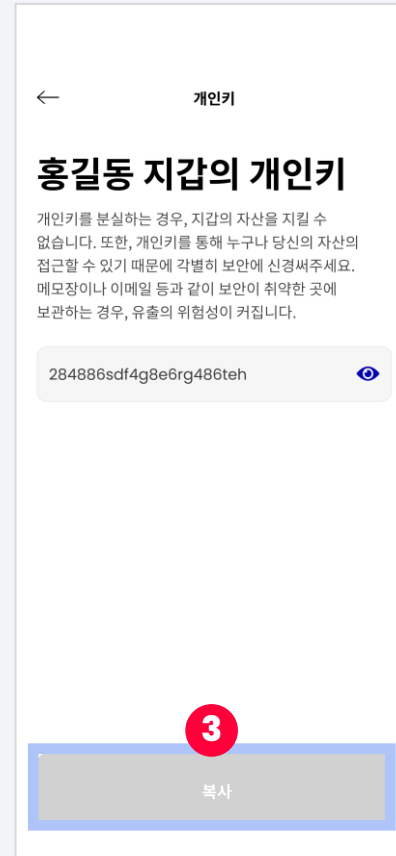 개인키
홍길동 지갑의 개인키
개인키를 분실하는 경우, 지갑의 자산을 지킬 수
없습니다. 또한, 개인키를 통해 누구나 당신의 자산의
접근할 수 있기 때문에 각별히 보안에 신경써주세요.
메모장이나 이메일 등과 같이 보안이 취약한 곳에
보관하는 경우, 유출의 위험성이 커집니다.
284886sdf4g8e6rg486teh
3
복사